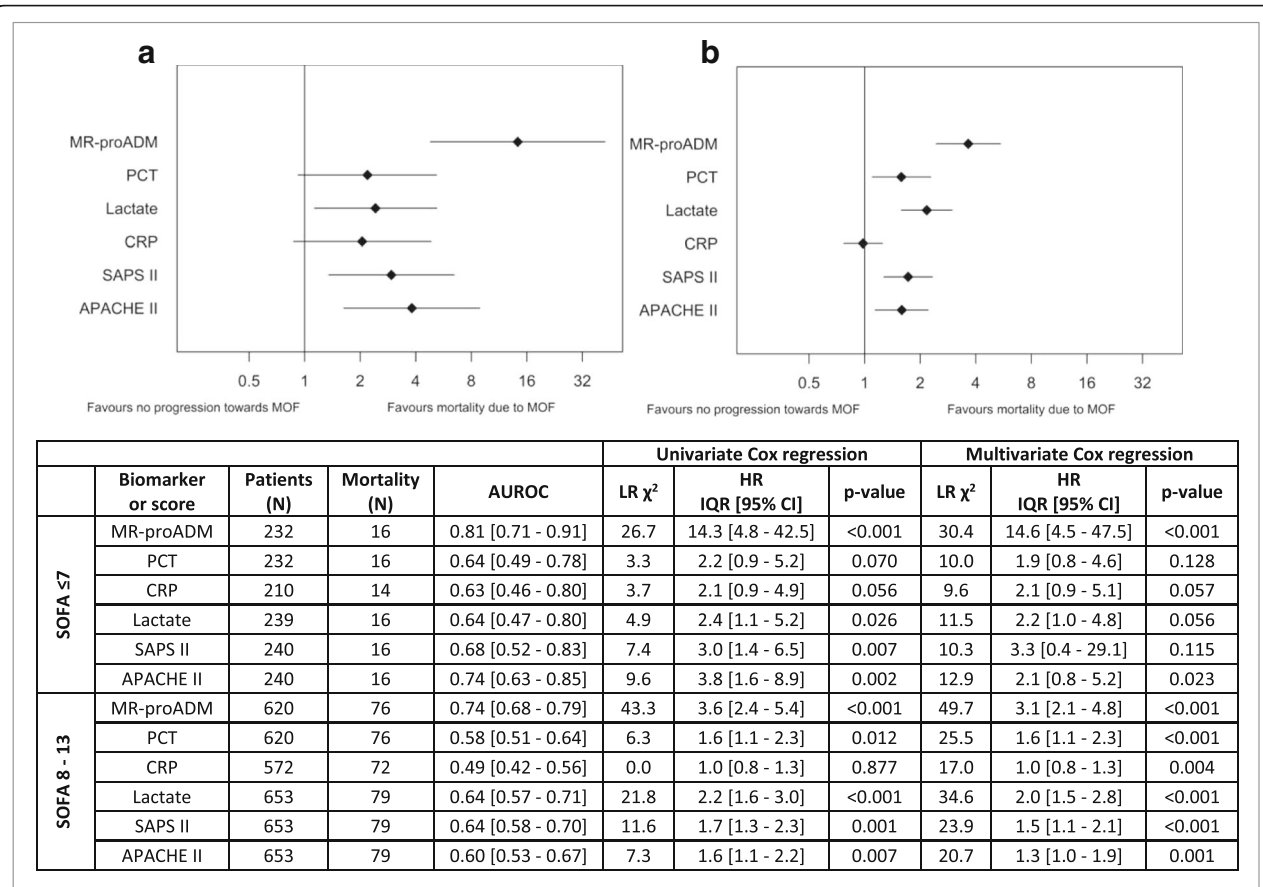 a
MR-proADM
PCT
Lactate
CRP
SAPS II
APACHE II
0.5 1 2 4 8 16 32
Favours no progression towards MOF Favours mortality due to MOF
b
MR-proADM
PCT
Lactate
CRP
SAPS II
APACHE II
0.5 1 2 4 8 16 32
Favours no progression towards MOF Favours mortality due to MOF
Univariate Cox regression Multivariate Cox regression
Biomarker or score Patients (N) Mortality (N) AUROC LR χ² HR IQR [95% CI] p-value LR χ² HR IQR [95% CI] p-value
SOFA ≤7
MR-proADM 232 16 0.81 [0.71 - 0.91] 26.7 14.3 [4.8 - 42.5] <0.001 30.4 14.6 [4.5 - 47.5] <0.001
PCT 232 16 0.64 [0.49 - 0.78] 3.3 2.2 [0.9 - 5.2] 0.070 10.0 1.9 [0.8 - 4.6] 0.128
CRP 210 14 0.63 [0.46 - 0.80] 3.7 2.1 [0.9 - 4.9] 0.056 9.6 2.1 [0.9 - 5.1] 0.057
Lactate 239 16 0.64 [0.47 - 0.80] 4.9 2.4 [1.1 - 5.2] 0.026 11.5 2.2 [1.0 - 4.8] 0.056
SAPS II 240 16 0.68 [0.52 - 0.83] 7.4 3.0 [1.4 - 6.5] 0.007 10.3 3.3 [0.4 - 29.1] 0.115
APACHE II 240 16 0.74 [0.63 - 0.85] 9.6 3.8 [1.6 - 8.9] 0.002 12.9 2.1 [0.8 - 5.2] 0.023
SOFA 8 - 13
MR-proADM 620 76 0.74 [0.68 - 0.79] 43.3 3.6 [2.4 - 5.4] <0.001 49.7 3.1 [2.1 - 4.8] <0.001
PCT 620 76 0.58 [0.51 - 0.64] 6.3 1.6 [1.1 - 2.3] 0.012 25.5 1.6 [1.1 - 2.3] <0.001
CRP 572 72 0.49 [0.42 - 0.56] 0.0 1.0 [0.8 - 1.3] 0.877 17.0 1.0 [0.8 - 1.3] 0.004
Lactate 653 79 0.64 [0.57 - 0.71] 21.8 2.2 [1.6 - 3.0] <0.001 34.6 2.0 [1.5 - 2.8] <0.001
SAPS II 653 79 0.64 [0.58 - 0.70] 11.6 1.7 [1.3 - 2.3] 0.001 23.9 1.5 [1.1 - 2.1] <0.001
APACHE II 653 79 0.60 [0.53 - 0.67] 7.3 1.6 [1.1 - 2.2] 0.007 20.7 1.3 [1.0 - 1.9] 0.001